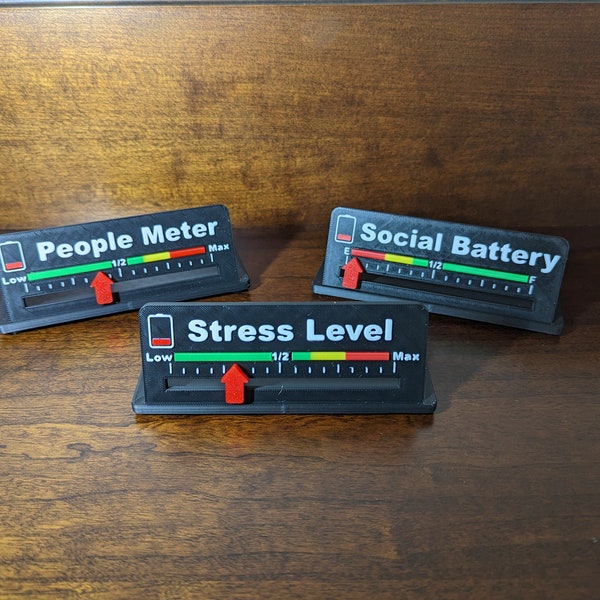 People Meter
Low 1/2 Max
Social Battery
E 1/2 F
Stress Level
Low 1/2 Max